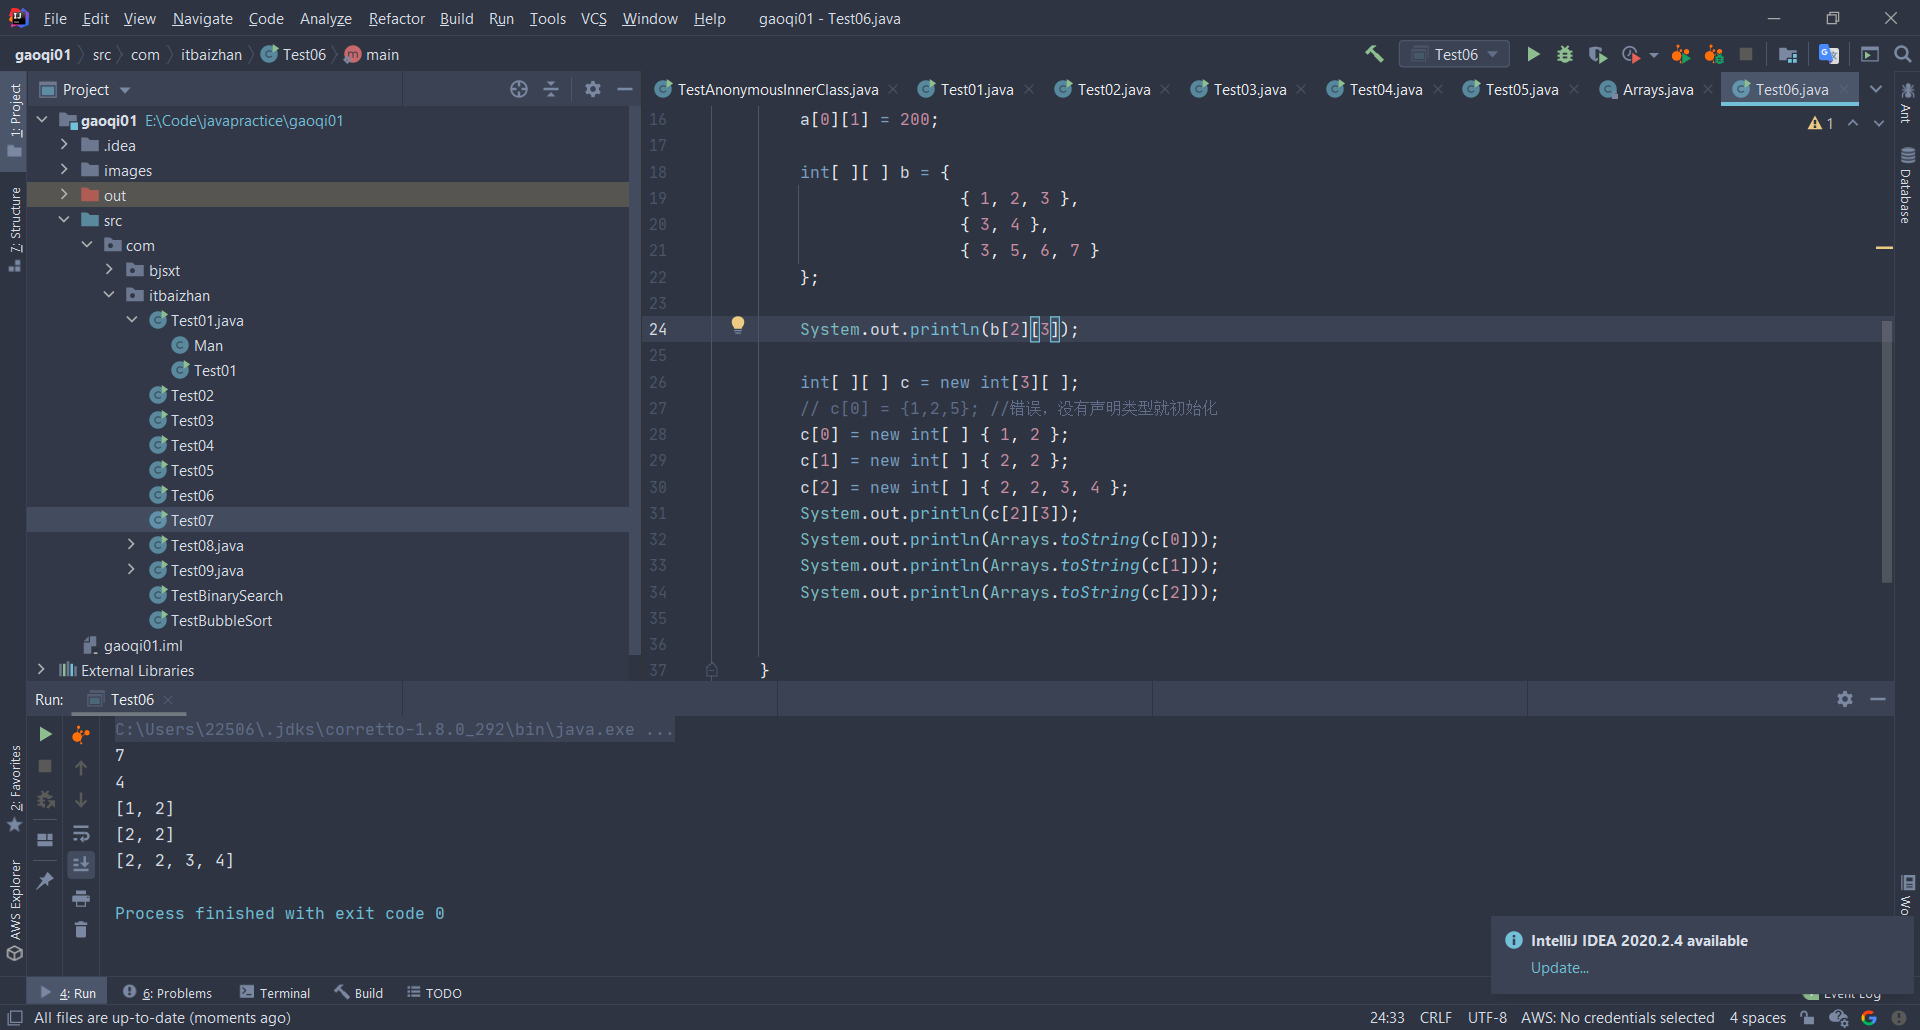 File Edit View Navigate Code Analyze Refactor Build Run Tools VCS Window Help gaoqi01 - Test06.java
gaoqi01 src com itbaizhan Test06 main Test06
Project TestAnonymousInnerClass.java Test01.java Test02.java Test03.java Test04.java Test05.java Arrays.java Test06.java
1: Project
7: Structure
2: Favorites
AWS Explorer
gaoqi01 E:\Code\javapractice\gaoqi01
.idea
images
out
src
com
bjsxt
itbaizhan
Test01.java
Man
Test01
Test02
Test03
Test04
Test05
Test06
Test07
Test08.java
Test09.java
TestBinarySearch
TestBubbleSort
gaoqi01.iml
External Libraries
16 a[0][1] = 200;
17
18 int[ ][ ] b = {
19 { 1, 2, 3 },
20 { 3, 4 },
21 { 3, 5, 6, 7 }
22 };
23
24 System.out.println(b[2][3]);
25
26 int[ ][ ] c = new int[3][ ];
27 // c[0] = {1,2,5}; //错误，没有声明类型就初始化
28 c[0] = new int[ ] { 1, 2 };
29 c[1] = new int[ ] { 2, 2 };
30 c[2] = new int[ ] { 2, 2, 3, 4 };
31 System.out.println(c[2][3]);
32 System.out.println(Arrays.toString(c[0]));
33 System.out.println(Arrays.toString(c[1]));
34 System.out.println(Arrays.toString(c[2]));
35
36
37 }
1
Ant
Database
Wo
Run: Test06
C:\Users\22506\.jdks\corretto-1.8.0_292\bin\java.exe ...
7
4
[1, 2]
[2, 2]
[2, 2, 3, 4]
Process finished with exit code 0
IntelliJ IDEA 2020.2.4 available
Update...
4: Run 6: Problems Terminal Build TODO Event Log
All files are up-to-date (moments ago) 24:33 CRLF UTF-8 AWS: No credentials selected 4 spaces